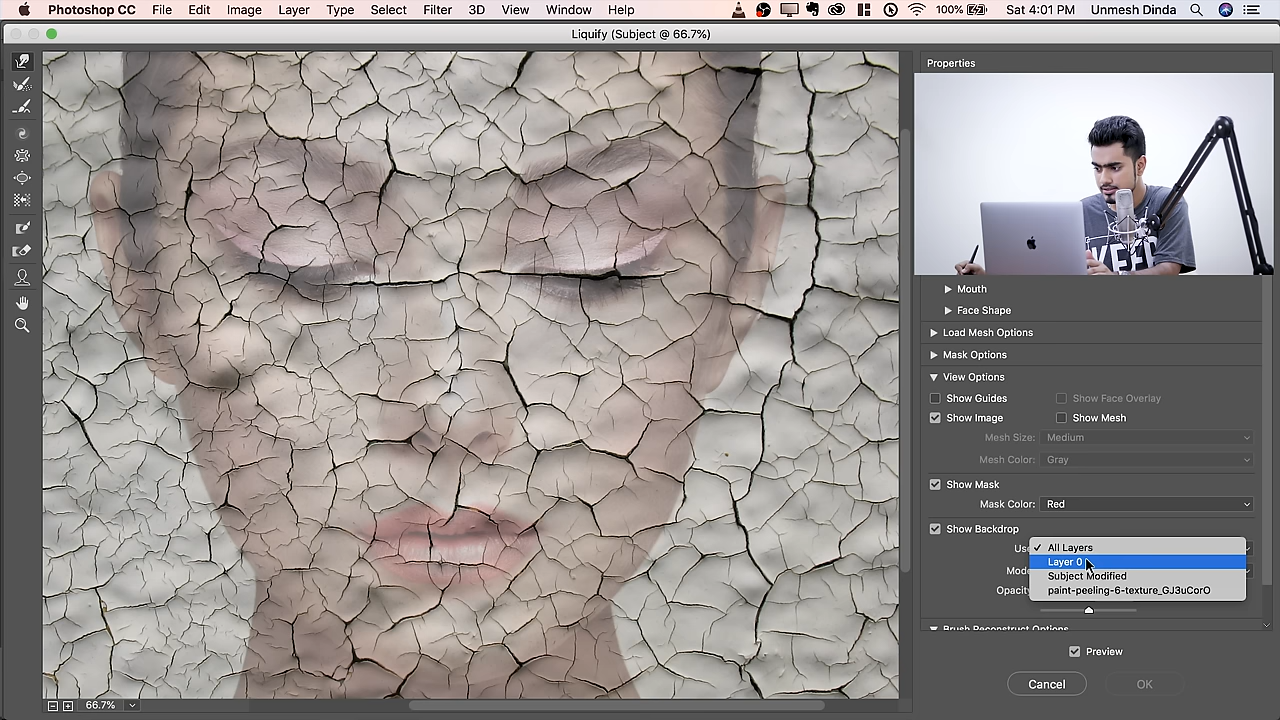 Photoshop CC File Edit Image Layer Type Select Filter 3D View Window Help 100% Sat 4:01 PM Unmesh Dinda
Liquify (Subject @ 66.7%)
Properties
Mouth
Face Shape
Load Mesh Options
Mask Options
View Options
Show Guides Show Face Overlay
Show Image Show Mesh
Mesh Size: Medium
Mesh Color: Gray
Show Mask
Mask Color: Red
Show Backdrop
All Layers
Layer 0
Subject Modified
paint-peeling-6-texture_GJ3uCorO
Brush Reconstruct Options
Preview
Cancel OK
66.7%